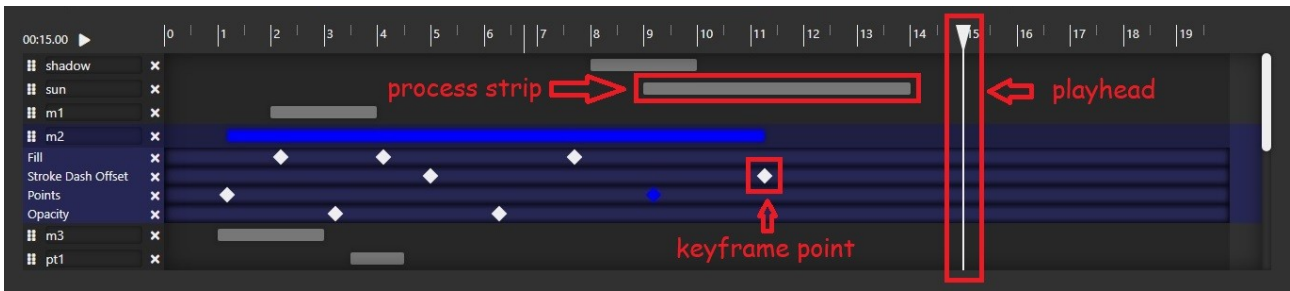 00:15.00 0 1 2 3 4 5 6 7 8 9 10 11 12 13 14 15 16 17 18 19
shadow
sun process strip playhead
m1
m2
Fill
Stroke Dash Offset
Points
Opacity
m3 keyframe point
pt1